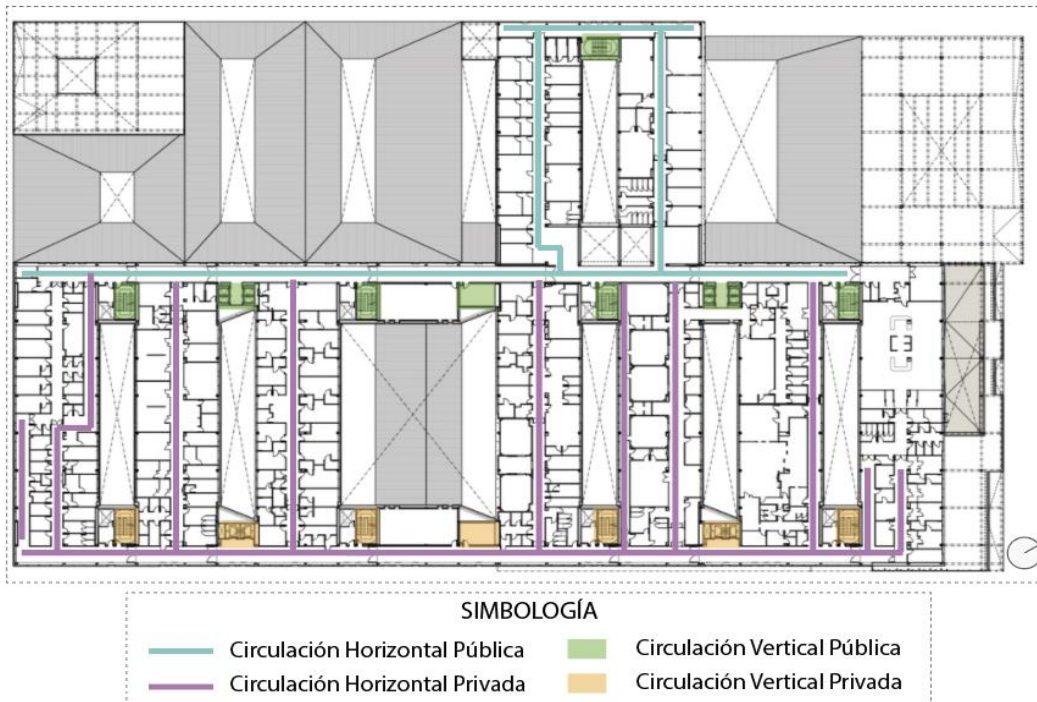 SIMBOLOGÍA
Circulación Horizontal Pública
Circulación Vertical Pública
Circulación Horizontal Privada
Circulación Vertical Privada